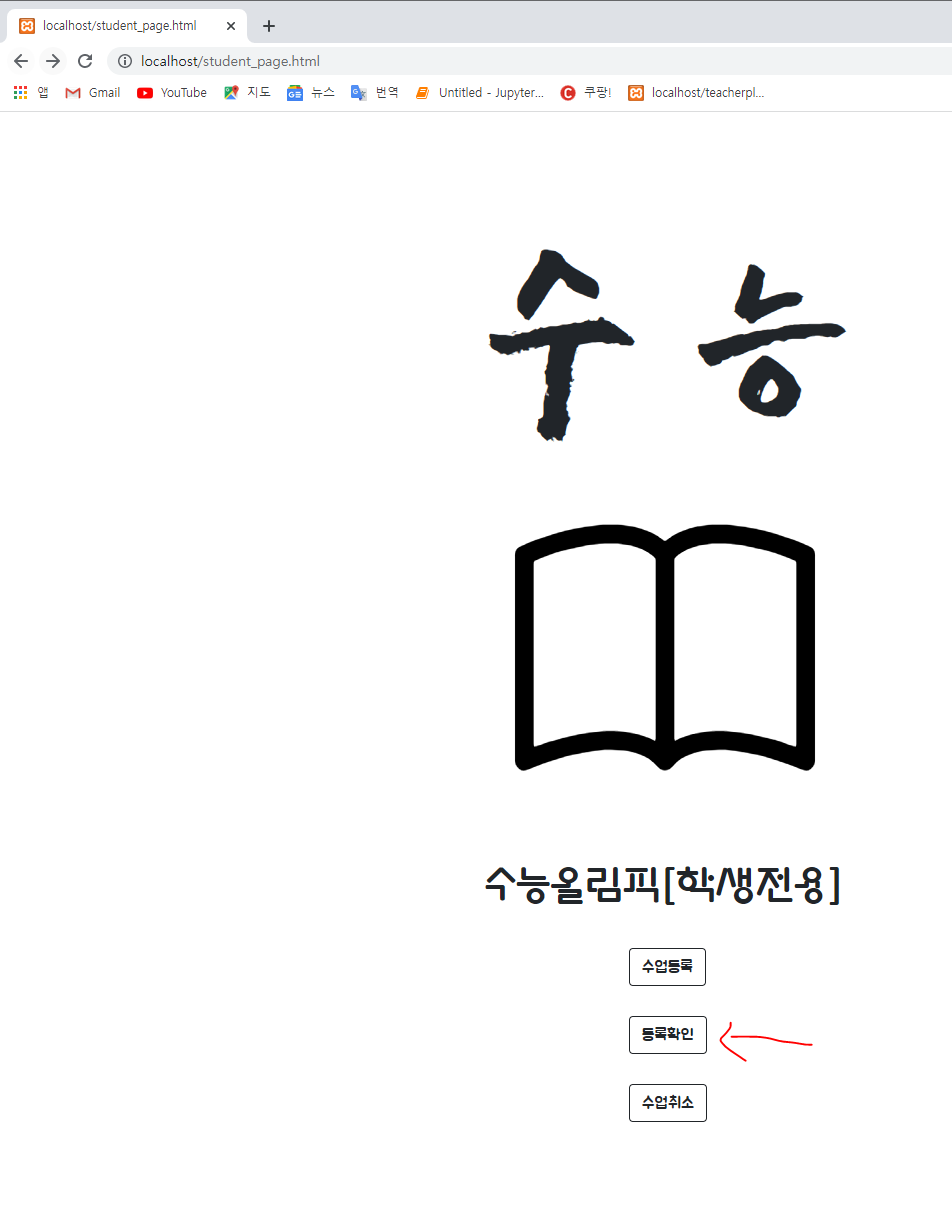 localhost/student_page.html
localhost/student_page.html
앱 Gmail YouTube 지도 뉴스 번역 Untitled - Jupyter... 쿠팡! localhost/teacherpl...
수 능
수능올림픽[학생전용]
수업등록
등록확인
수업취소